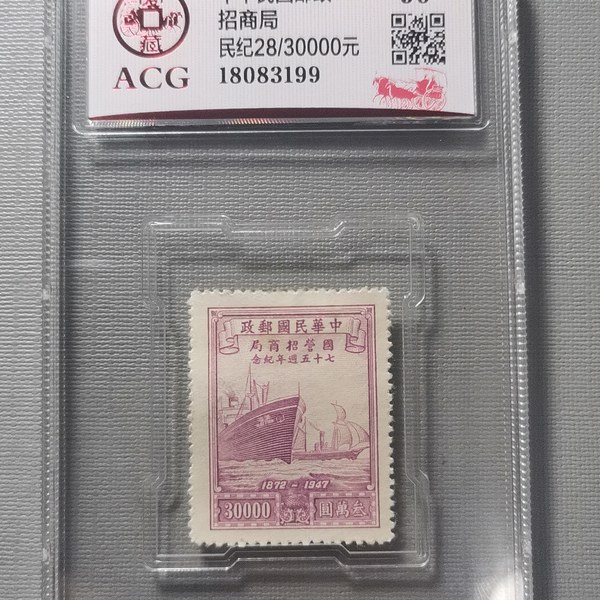 招商局
民纪28/30000元
ACG
18083199
政郵國民華中
局商招營國
念紀年週五十七
1872-1947
30000
圓萬叁